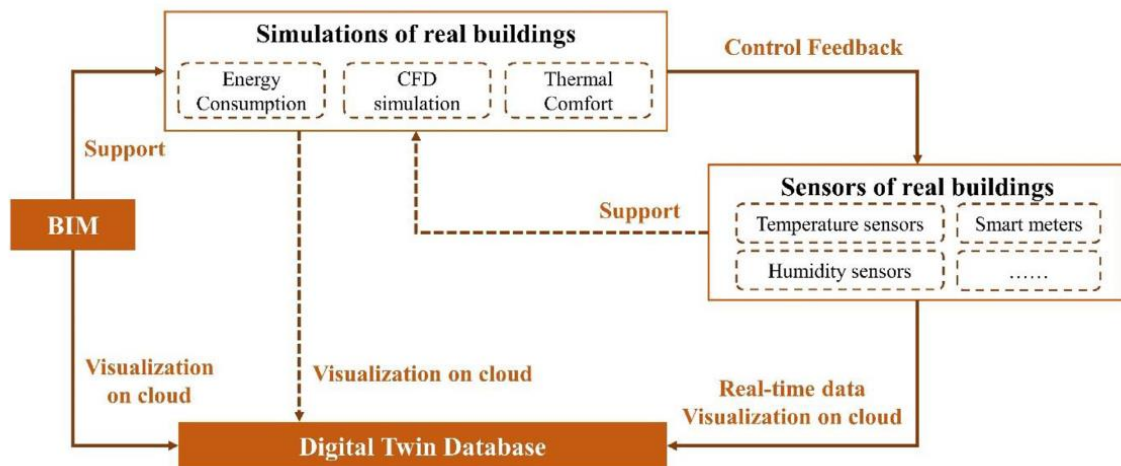 Simulations of real buildings
Energy
Consumption
CFD
simulation
Thermal
Comfort
Control Feedback
Support
BIM
Sensors of real buildings
Temperature sensors
Smart meters
Humidity sensors
……
Support
Visualization
on cloud
Visualization on cloud
Real-time data
Visualization on cloud
Digital Twin Database